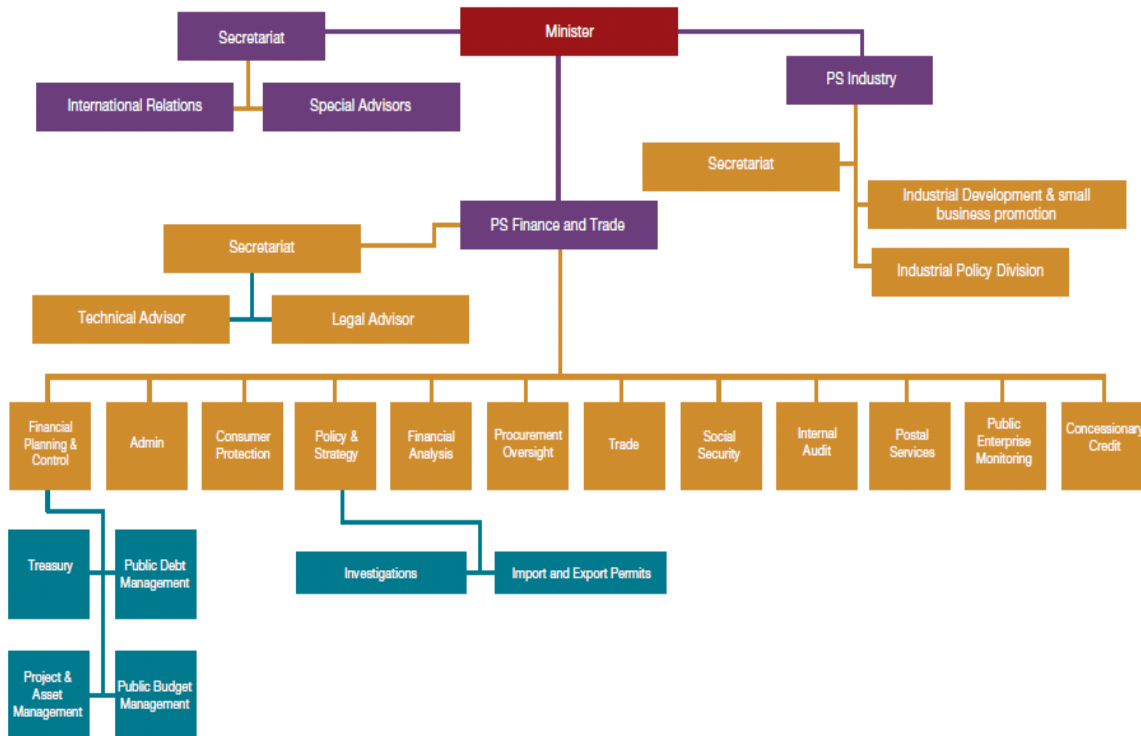 Minister
Secretariat
International Relations
Special Advisors
PS Industry
Secretariat
Industrial Development & small
business promotion
Industrial Policy Division
PS Finance and Trade
Secretariat
Technical Advisor
Legal Advisor
Financial
Planning &
Control
Admin
Consumer
Protection
Policy &
Strategy
Financial
Analysis
Procurement
Oversight
Trade
Social
Security
Internal
Audit
Postal
Services
Public
Enterprise
Monitoring
Concessionary
Credit
Treasury
Public Debt
Management
Investigations
Import and Export Permits
Project &
Asset
Management
Public Budget
Management